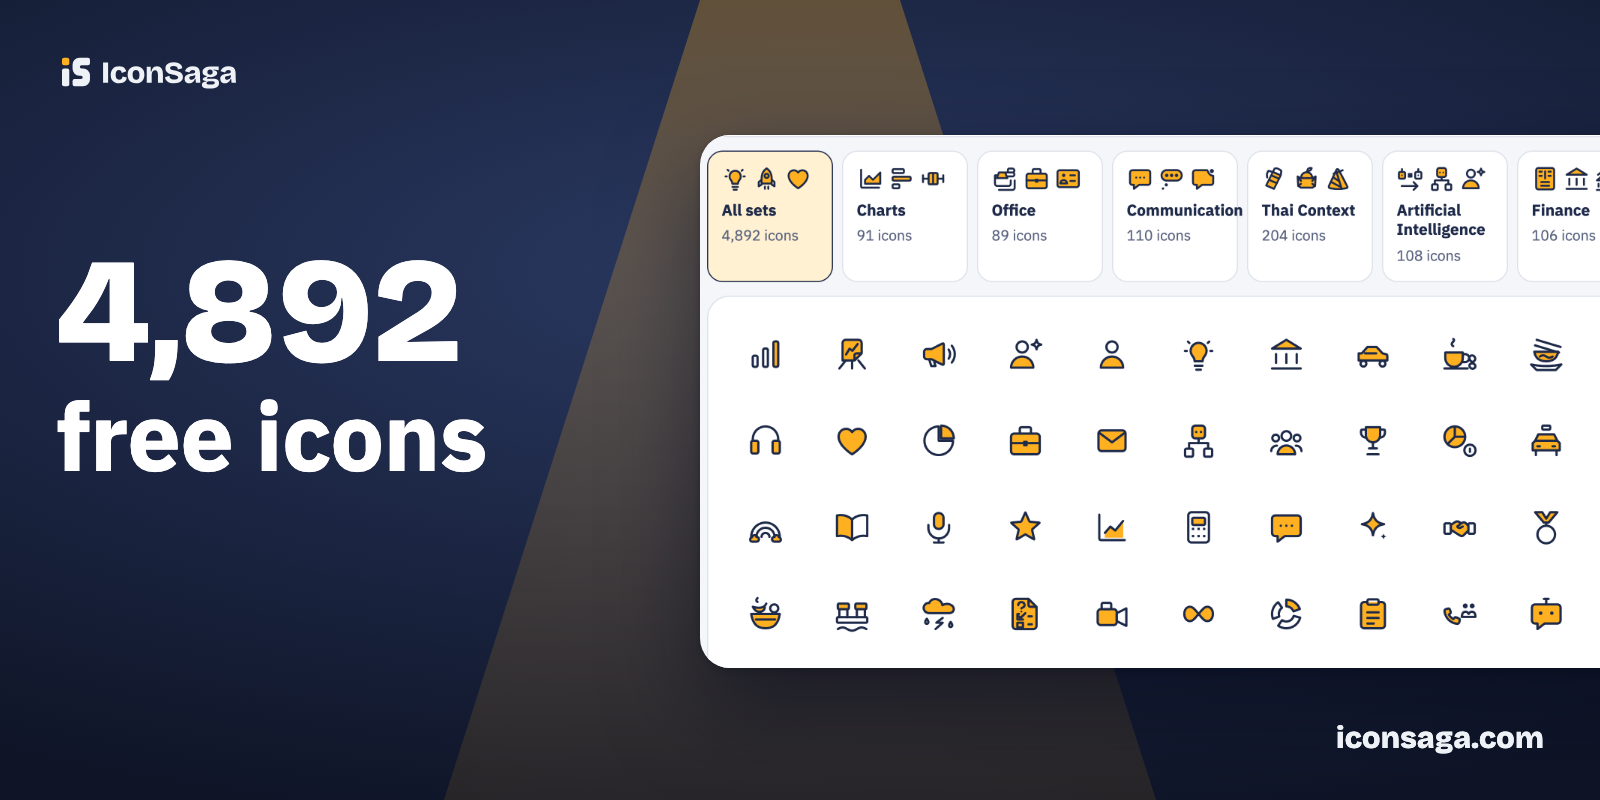 IconSaga
4,892
free icons
All sets
4,892 icons
Charts
91 icons
Office
89 icons
Communication
110 icons
Thai Context
204 icons
Artificial
Intelligence
108 icons
Finance
106 icons
iconsaga.com